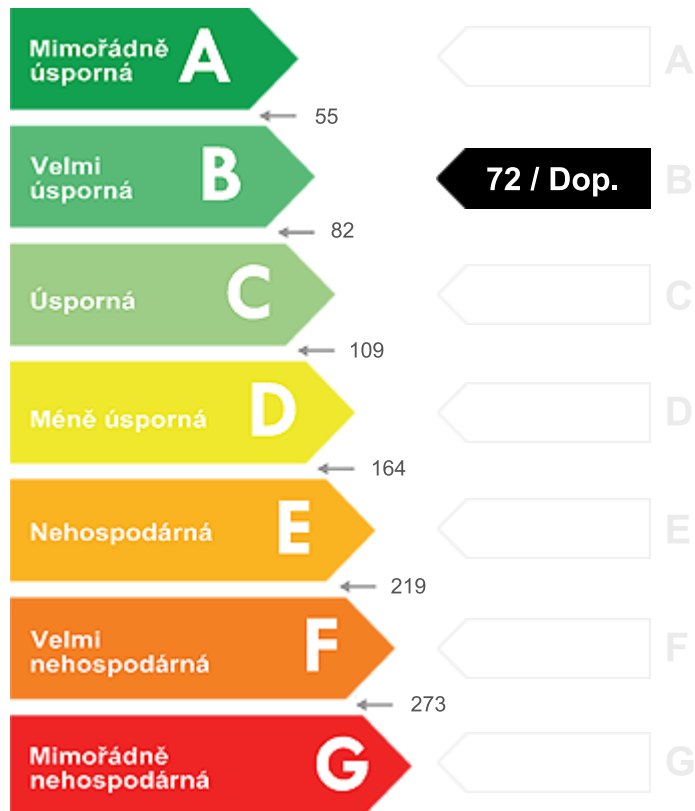 Mimořádně
úsporná
A
A
55
Velmi
úsporná
B
72 / Dop.
B
82
Úsporná
C
C
109
Méně úsporná
D
D
164
Nehospodárná
E
E
219
Velmi
nehospodárná
F
F
273
Mimořádně
nehospodárná
G
G